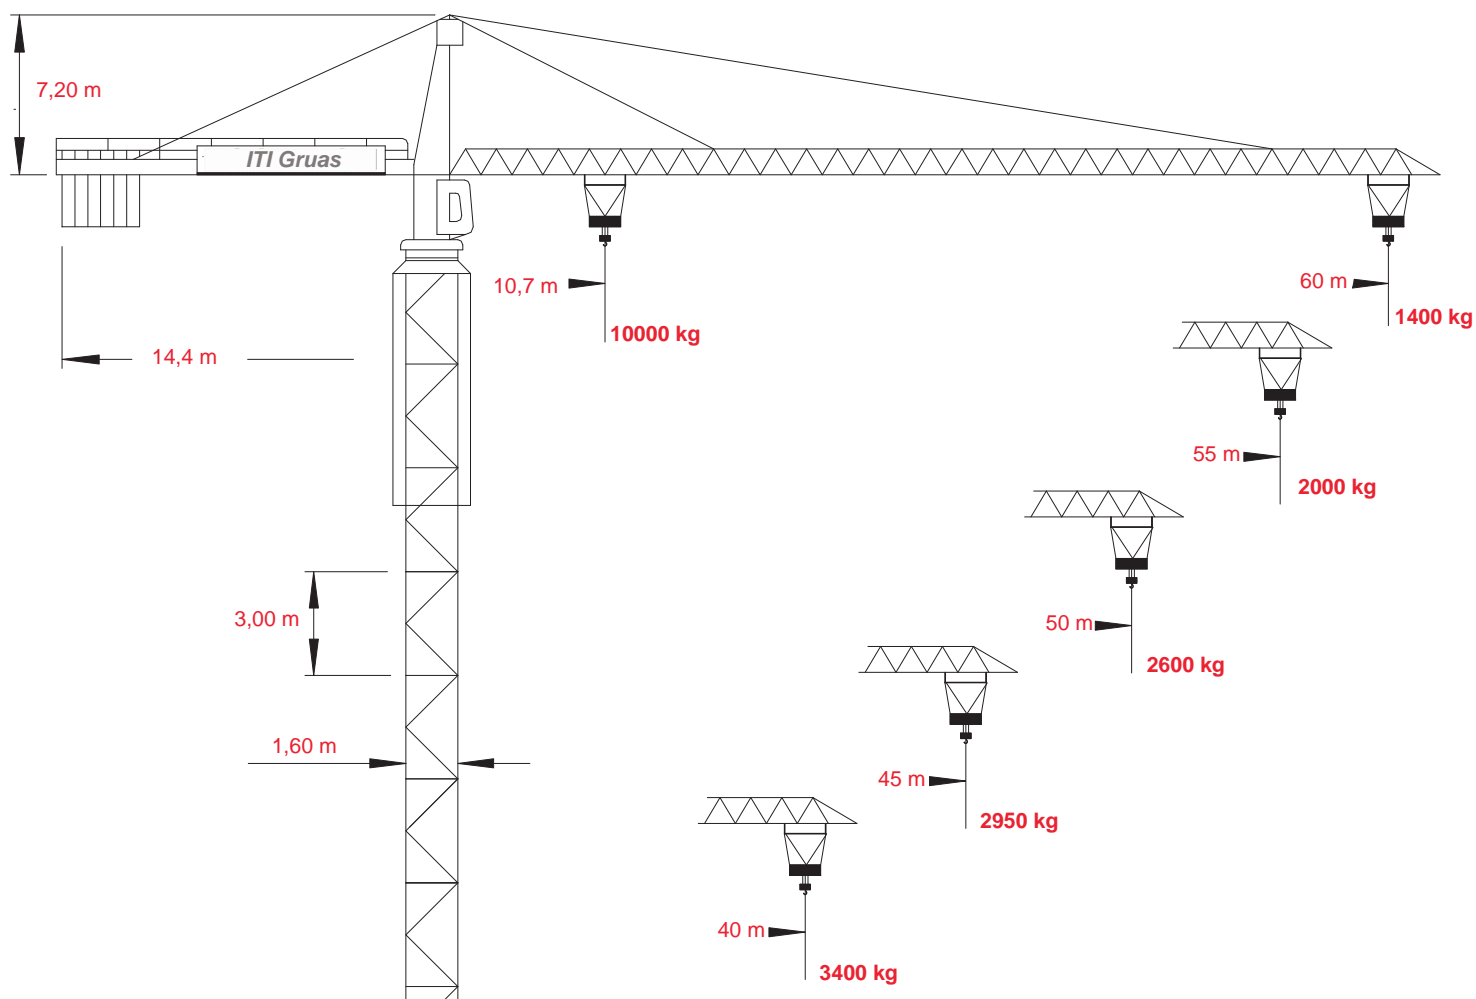 7,20 m
ITI Gruas
10,7 m
10000 kg
60 m
1400 kg
14,4 m
55 m
2000 kg
3,00 m
50 m
2600 kg
1,60 m
45 m
2950 kg
40 m
3400 kg